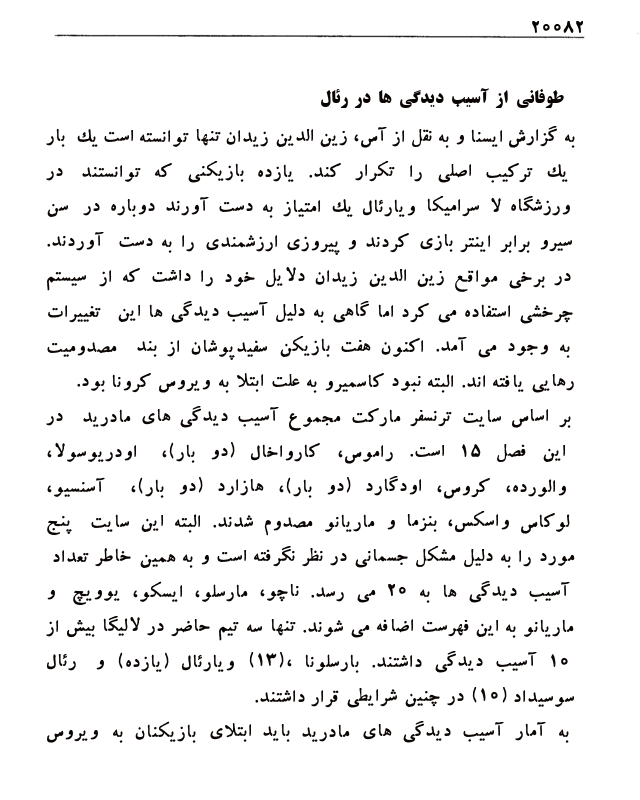 ۲۰۰۸۲
طوفانی از آسیب دیدگی ها در رئال
به گزارش ایسنا و به نقل از آس، زین الدین زیدان تنها توانسته است یك بار
یك ترکیب اصلی را تکرار کند. یازده بازیکنی که توانستند در
ورزشگاه لا سرامیکا ویارئال یك امتیاز به دست آورند دوباره در سن
سیرو برابر اینتر بازی کردند و پیروزی ارزشمندی را به دست آوردند.
در برخی مواقع زین الدین زیدان دلایل خود را داشت که از سیستم
چرخشی استفاده می کرد اما گاهی به دلیل آسیب دیدگی ها این تغییرات
به وجود می آمد. اکنون هفت بازیکن سفیدپوشان از بند مصدومیت
رهایی یافته اند. البته نبود کاسمیرو به علت ابتلا به ویروس کرونا بود.
بر اساس سایت ترنسفر مارکت مجموع آسیب دیدگی های مادرید در
این فصل ۱۵ است. راموس، کارواخال (دو بار)، اودریوسولا،
والورده، کروس، اودگارد (دو بار)، هازارد (دو بار)، آسنسیو،
لوکاس واسکس، بنزما و ماریانو مصدوم شدند. البته این سایت پنج
مورد را به دلیل مشکل جسمانی در نظر نگرفته است و به همین خاطر تعداد
آسیب دیدگی ها به ۲۰ می رسد. ناچو، مارسلو، ایسکو، یوویچ و
ماریانو به این فهرست اضافه می شوند. تنها سه تیم حاضر در لالیگا بیش از
۱۰ آسیب دیدگی داشتند. بارسلونا ،(۱۳) ویارئال (یازده) و رئال
سوسیداد (۱۰) در چنین شرایطی قرار داشتند.
به آمار آسیب دیدگی های مادرید باید ابتلای بازیکنان به ویروس